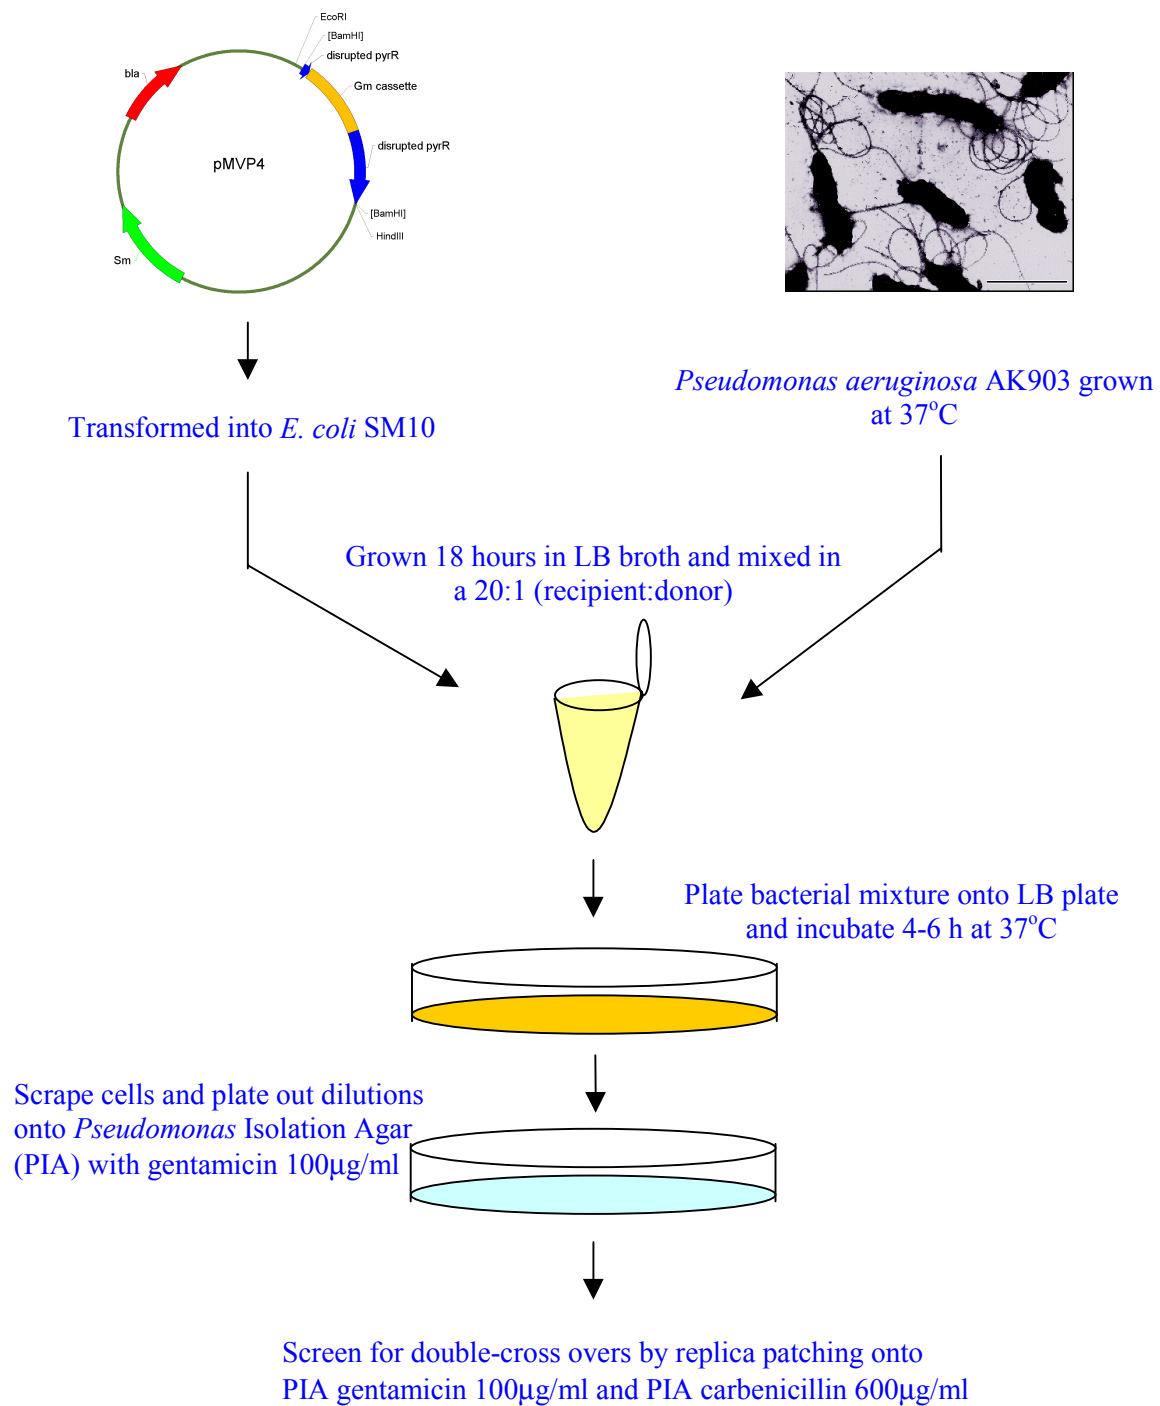 EcoRI
[BamHI]
disrupted pyrR
bla
Gm cassette
disrupted pyrR
pMVP4
[BamHI]
HindIII
Sm
Pseudomonas aeruginosa AK903 grown
at 37°C
Transformed into E. coli SM10
Grown 18 hours in LB broth and mixed in
a 20:1 (recipient:donor)
Plate bacterial mixture onto LB plate
and incubate 4-6 h at 37°C
Scrape cells and plate out dilutions
onto Pseudomonas Isolation Agar
(PIA) with gentamicin 100μg/ml
Screen for double-cross overs by replica patching onto
PIA gentamicin 100μg/ml and PIA carbenicillin 600μg/ml